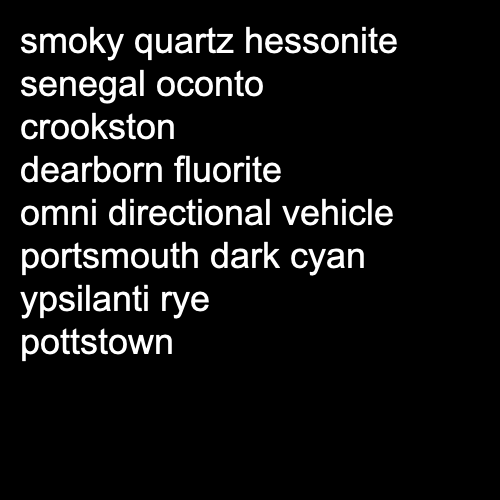 smoky quartz hessonite
senegal oconto
crookston
dearborn fluorite
omni directional vehicle
portsmouth dark cyan
ypsilanti rye
pottstown